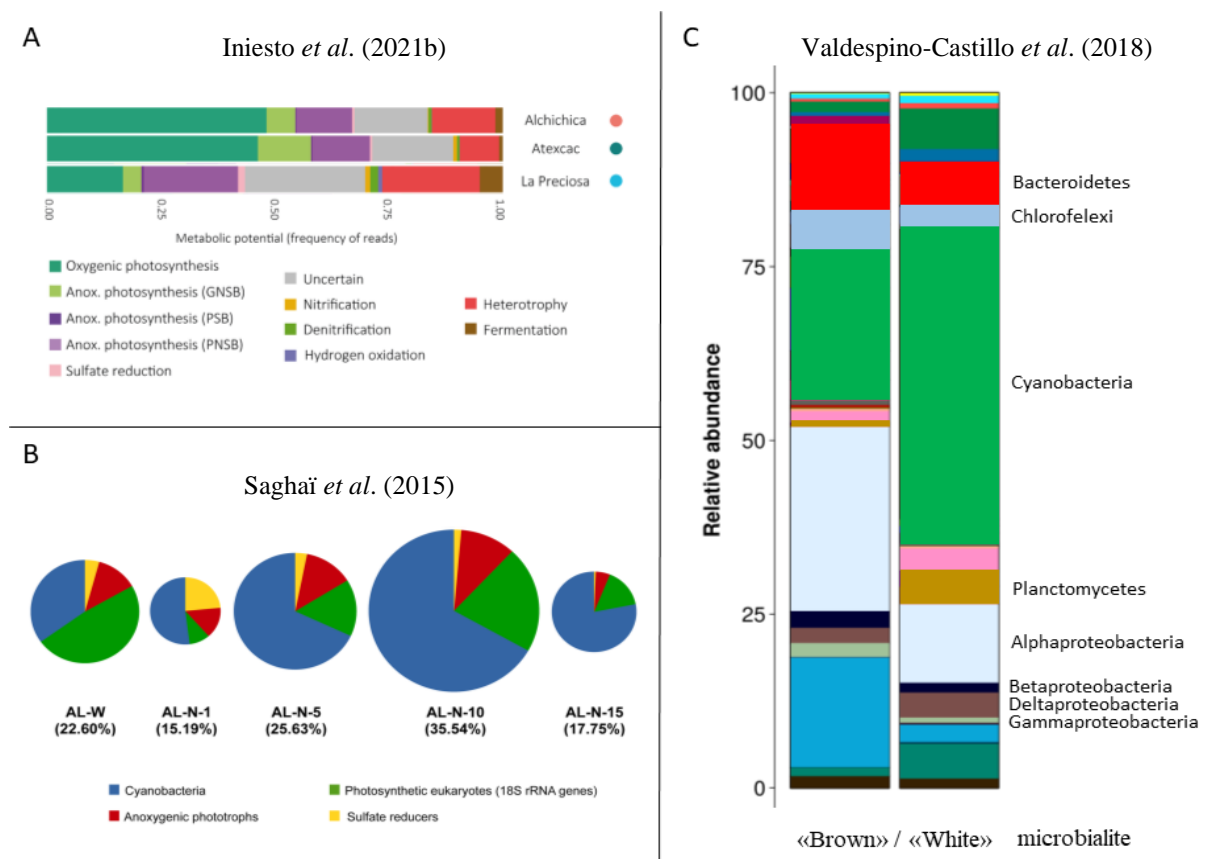 A
Iniesto et al. (2021b)
Alchichica
Atexcac
La Preciosa
0.00
0.25
0.50
0.75
1.00
Metabolic potential (frequency of reads)
Oxygenic photosynthesis
Anox. photosynthesis (GNSB)
Anox. photosynthesis (PSB)
Anox. photosynthesis (PNSB)
Sulfate reduction
Uncertain
Nitrification
Denitrification
Hydrogen oxidation
Heterotrophy
Fermentation
B
Saghaï et al. (2015)
AL-W
(22.60%)
AL-N-1
(15.19%)
AL-N-5
(25.63%)
AL-N-10
(35.54%)
AL-N-15
(17.75%)
Cyanobacteria
Photosynthetic eukaryotes (18S rRNA genes)
Anoxygenic phototrophs
Sulfate reducers
C
Valdespino-Castillo et al. (2018)
100
75
50
25
0
Relative abundance
Bacteroidetes
Chlorofelexi
Cyanobacteria
Planctomycetes
Alphaproteobacteria
Betaproteobacteria
Deltaproteobacteria
Gammaproteobacteria
«Brown» / «White» microbialite